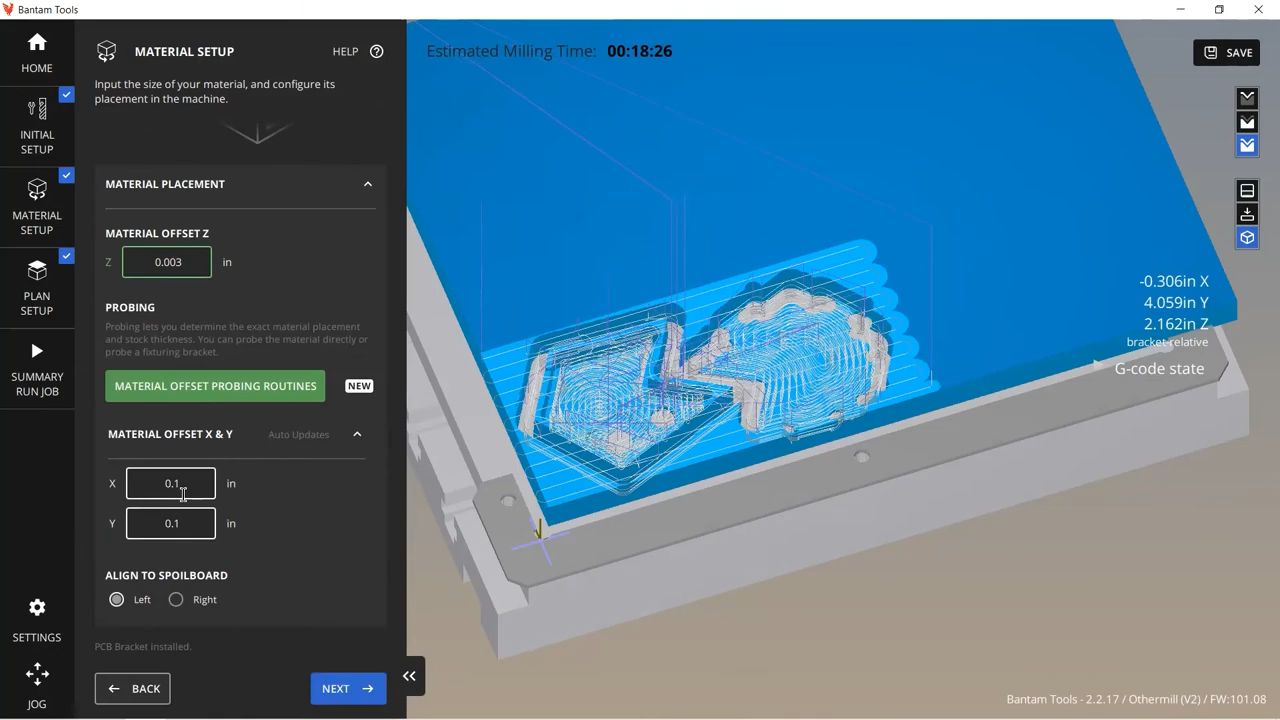 Bantam Tools
HOME
INITIAL
SETUP
MATERIAL
SETUP
PLAN
SETUP
SUMMARY
RUN JOB
SETTINGS
JOG
MATERIAL SETUP
HELP ?
Input the size of your material, and configure its
placement in the machine.
MATERIAL PLACEMENT
MATERIAL OFFSET Z
Z 0.003 in
PROBING
Probing lets you determine the exact material placement
and stock thickness. You can probe the material directly or
probe a fixturing bracket.
MATERIAL OFFSET PROBING ROUTINES NEW
MATERIAL OFFSET X & Y Auto Updates
X 0.1 in
Y 0.1 in
ALIGN TO SPOILBOARD
Left Right
PCB Bracket installed.
BACK NEXT
Estimated Milling Time: 00:18:26
SAVE
-0.306in X
4.059in Y
2.162in Z
bracket-relative
G-code state
Bantam Tools - 2.2.17 / Othermill (V2) / FW:101.08